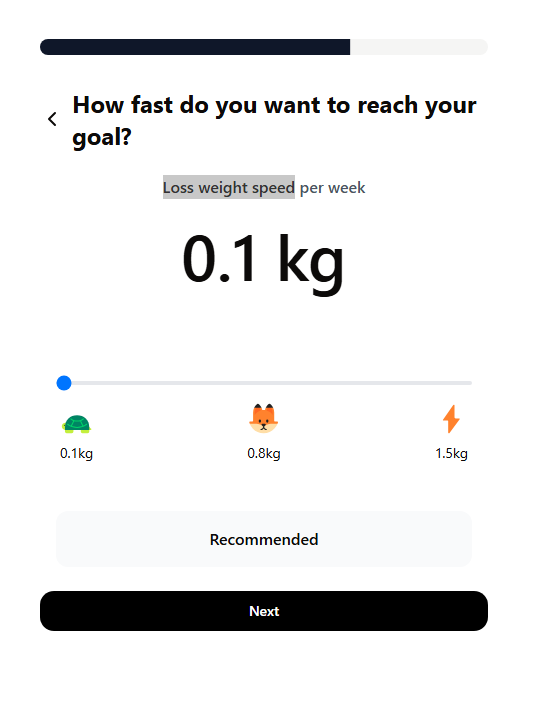 How fast do you want to reach your
goal?
Loss weight speed per week
0.1 kg
0.1kg 0.8kg 1.5kg
Recommended
Next